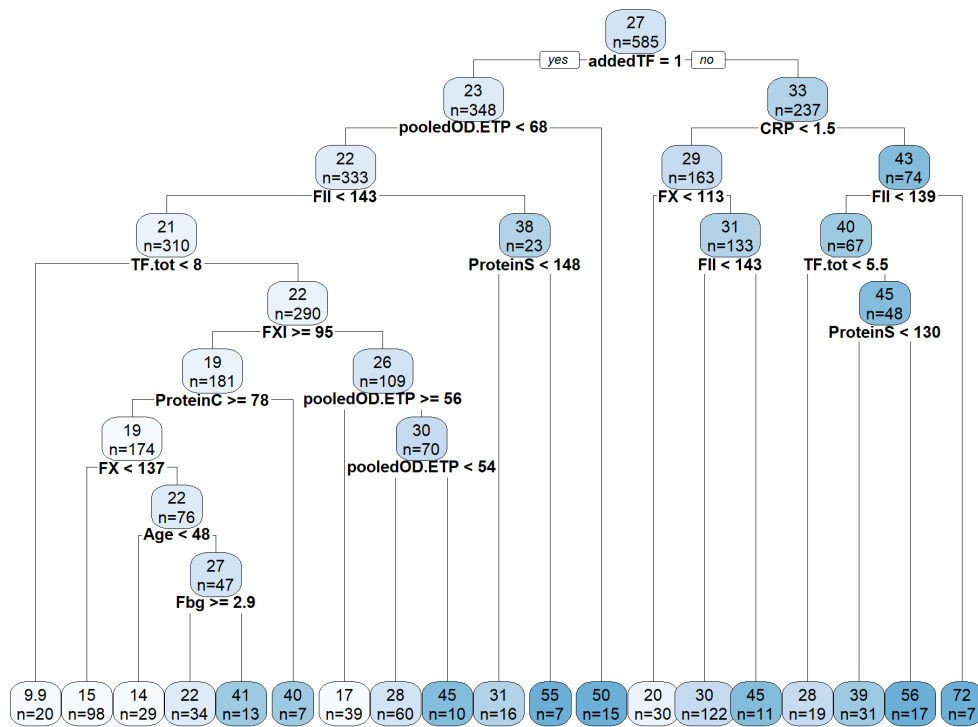 27
n=585
yes addedTF = 1 no
23
n=348
pooledOD.ETP < 68
33
n=237
CRP < 1.5
22
n=333
FII < 143
29
n=163
FX < 113
43
n=74
FII < 139
21
n=310
TF.tot < 8
38
n=23
ProteinS < 148
31
n=133
FII < 143
40
n=67
TF.tot < 5.5
22
n=290
FXI >= 95
45
n=48
ProteinS < 130
19
n=181
ProteinC >= 78
26
n=109
pooledOD.ETP >= 56
19
n=174
FX < 137
30
n=70
pooledOD.ETP < 54
22
n=76
Age < 48
27
n=47
Fbg >= 2.9
9.9 15 14 22 41 40 17 28 45 31 55 50 20 30 45 28 39 56 72
n=20 n=98 n=29 n=34 n=13 n=7 n=39 n=60 n=10 n=16 n=7 n=15 n=30 n=122 n=11 n=19 n=31 n=17 n=7